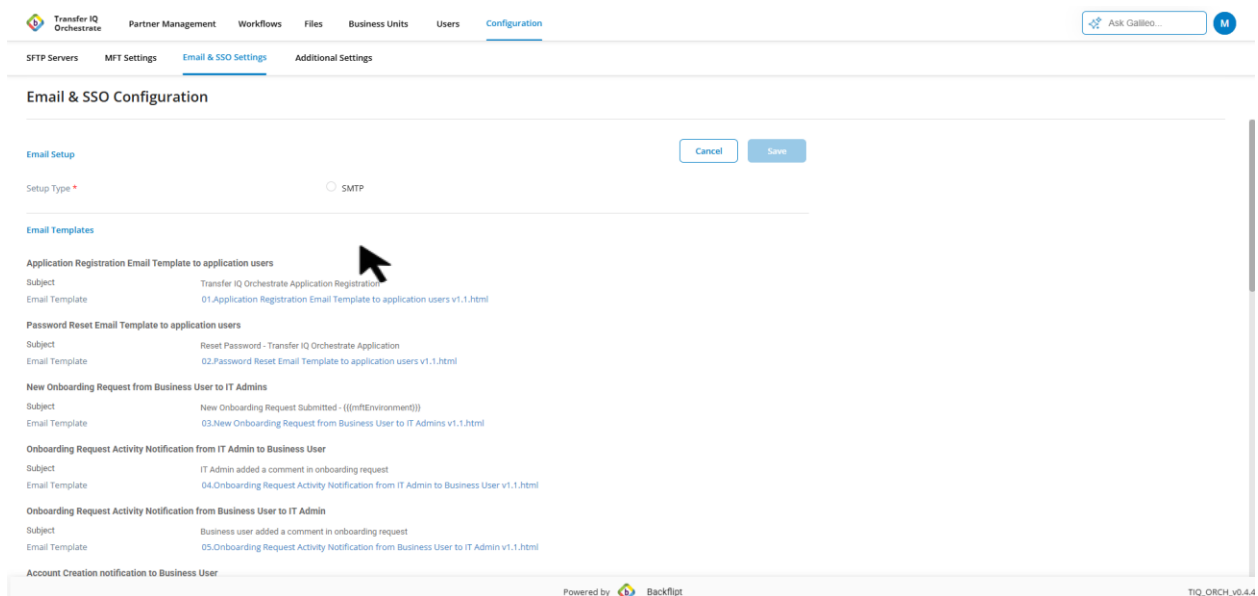 Transfer IQ
Orchestrate
Partner Management Workflows Files Business Units Users Configuration
Ask Galileo...
M
SFTP Servers MFT Settings Email & SSO Settings Additional Settings
Email & SSO Configuration
Email Setup
Cancel Save
Setup Type * SMTP
Email Templates
Application Registration Email Template to application users
Subject Transfer IQ Orchestrate Application Registration
Email Template 01.Application Registration Email Template to application users v1.1.html
Password Reset Email Template to application users
Subject Reset Password - Transfer IQ Orchestrate Application
Email Template 02.Password Reset Email Template to application users v1.1.html
New Onboarding Request from Business User to IT Admins
Subject New Onboarding Request Submitted - {{{mftEnvironment}}}
Email Template 03.New Onboarding Request from Business User to IT Admins v1.1.html
Onboarding Request Activity Notification from IT Admin to Business User
Subject IT Admin added a comment in onboarding request
Email Template 04.Onboarding Request Activity Notification from IT Admin to Business User v1.1.html
Onboarding Request Activity Notification from Business User to IT Admin
Subject Business user added a comment in onboarding request
Email Template 05.Onboarding Request Activity Notification from Business User to IT Admin v1.1.html
Account Creation notification to Business User
Powered by b Backflipt
TIQ_ORCH_v0.4.4